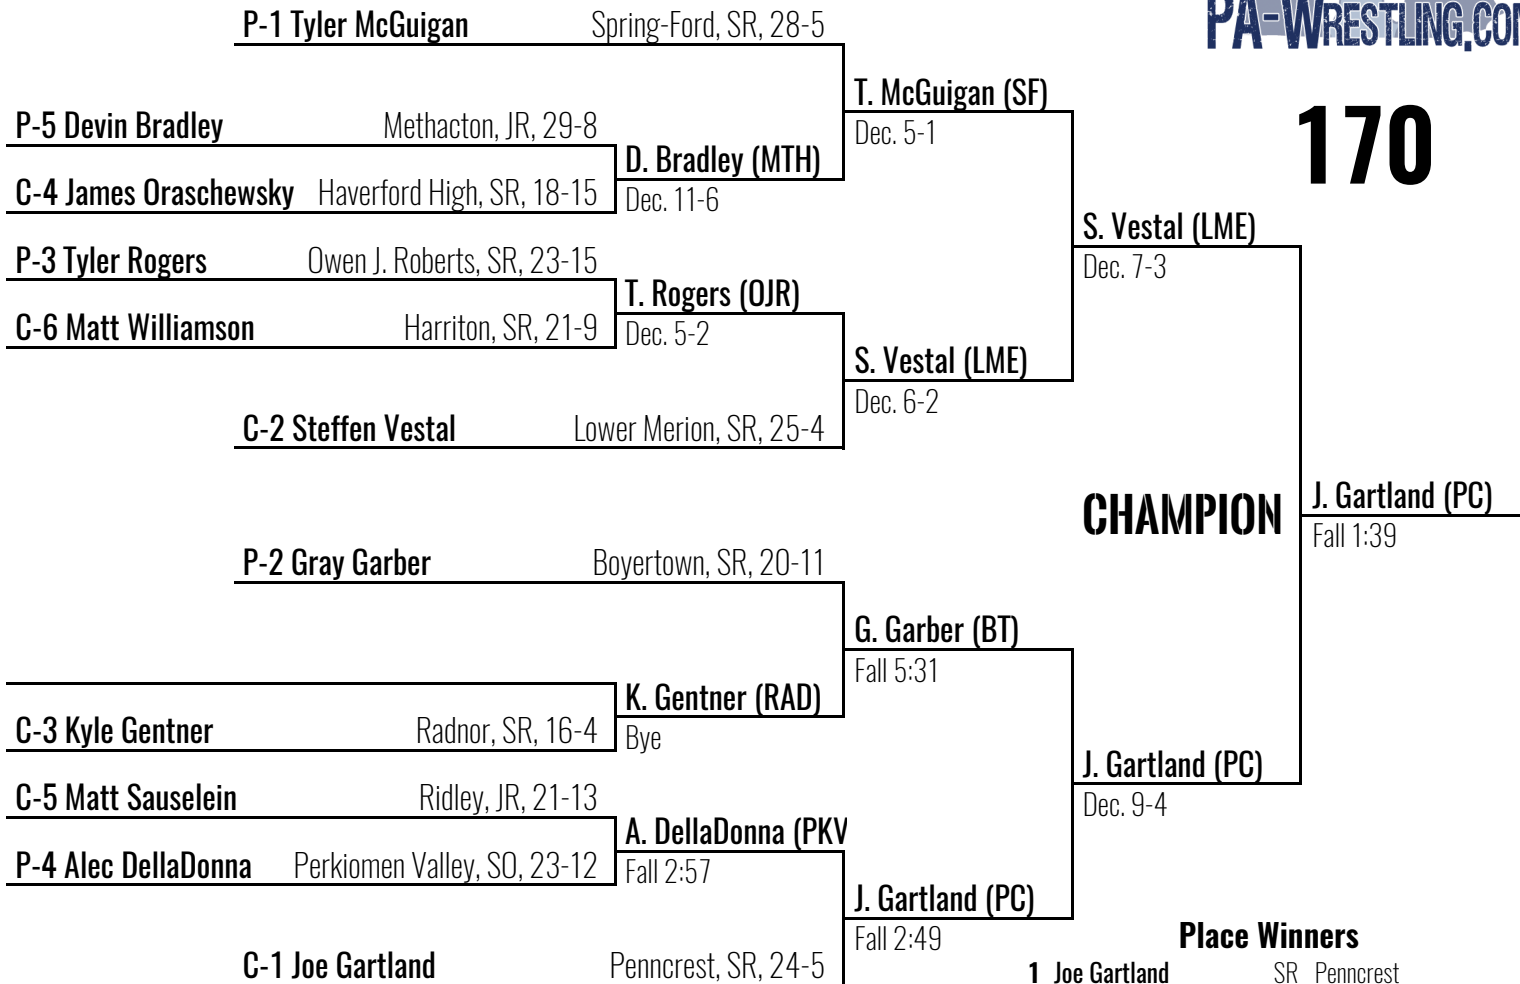 PA-WRESTLING.COM
170
P-1 Tyler McGuigan Spring-Ford, SR, 28-5
T. McGuigan (SF)
Dec. 5-1
P-5 Devin Bradley Methacton, JR, 29-8
D. Bradley (MTH)
Dec. 11-6
C-4 James Oraschewsky Haverford High, SR, 18-15
S. Vestal (LME)
Dec. 7-3
P-3 Tyler Rogers Owen J. Roberts, SR, 23-15
T. Rogers (OJR)
Dec. 5-2
C-6 Matt Williamson Harriton, SR, 21-9
S. Vestal (LME)
Dec. 6-2
C-2 Steffen Vestal Lower Merion, SR, 25-4
CHAMPION
J. Gartland (PC)
Fall 1:39
P-2 Gray Garber Boyertown, SR, 20-11
G. Garber (BT)
Fall 5:31
K. Gentner (RAD)
Bye
C-3 Kyle Gentner Radnor, SR, 16-4
J. Gartland (PC)
Dec. 9-4
C-5 Matt Sauselein Ridley, JR, 21-13
A. DellaDonna (PKV
Fall 2:57
P-4 Alec DellaDonna Perkiomen Valley, SO, 23-12
J. Gartland (PC)
Fall 2:49
C-1 Joe Gartland Penncrest, SR, 24-5
Place Winners
1 Joe Gartland SR Penncrest